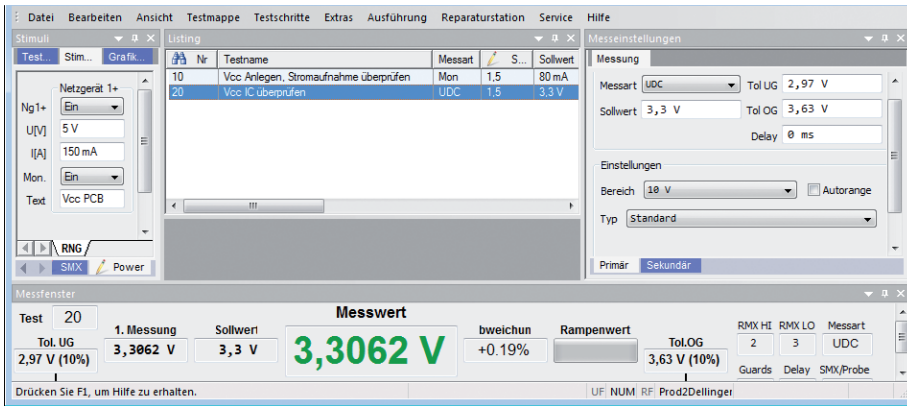 Datei Bearbeiten Ansicht Testmappe Testschritte Extras Ausführung Reparaturstation Service Hilfe
Stimuli
Test... Stim... Grafik...
Netzgerät 1+
Ng1+ Ein
U[V] 5 V
I[A] 150 mA
Mon. Ein
Text Vcc PCB
RNG
SMX Power
Listing
Nr Testname Messart S... Sollwert
10 Vcc Anlegen, Stromaufnahme überprüfen Mon 1,5 80 mA
20 Vcc IC überprüfen UDC 1,5 3,3 V
Messeinstellungen
Messung
Messart UDC Tol UG 2,97 V
Sollwert 3,3 V Tol OG 3,63 V
Delay 0 ms
Einstellungen
Bereich 10 V Autorange
Typ Standard
Primär Sekundär
Messfenster
Test 20
Tol. UG
2,97 V (10%)
1. Messung
3,3062 V
Sollwert
3,3 V
Messwert
3,3062 V
bweichun
+0.19%
Rampenwert
Tol.OG
3,63 V (10%)
RMX HI RMX LO Messart
2 3 UDC
Guards Delay SMX/Probe
Drücken Sie F1, um Hilfe zu erhalten.
UF NUM RF Prod2Dellinger